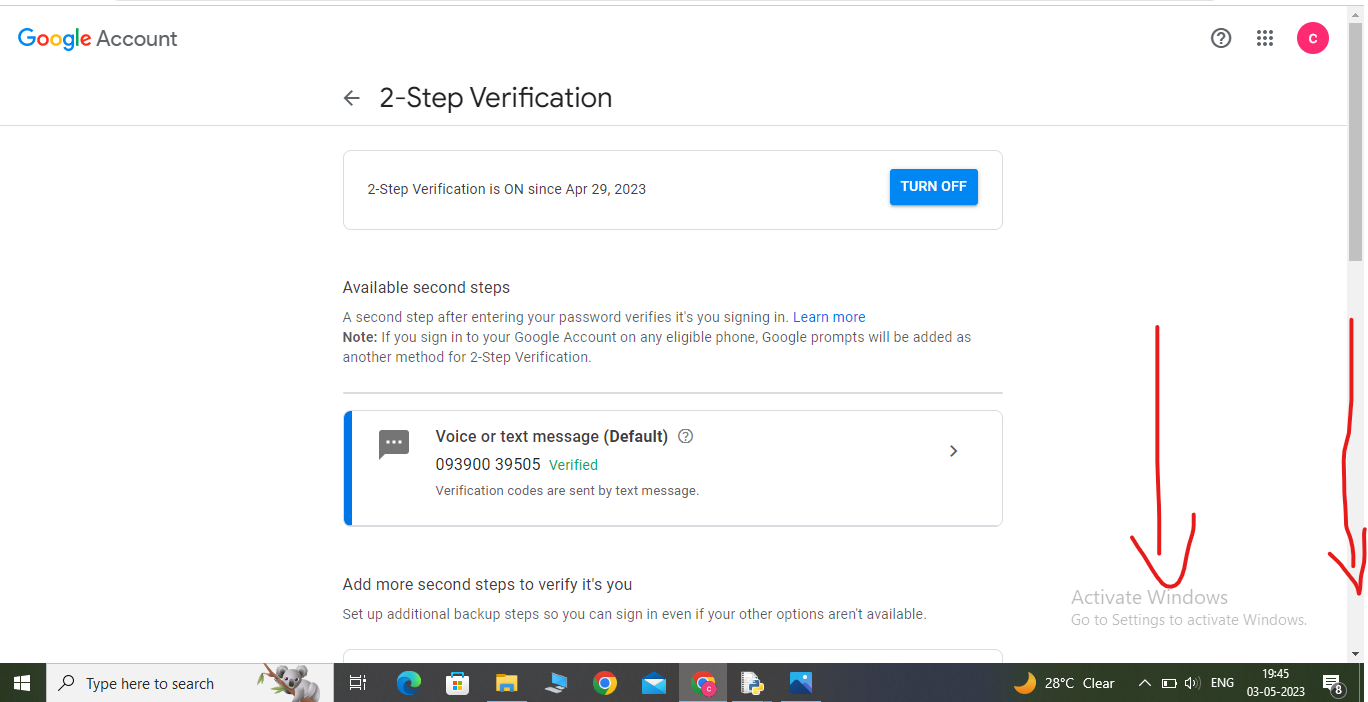 Google Account
C
2-Step Verification
2-Step Verification is ON since Apr 29, 2023
TURN OFF
Available second steps
A second step after entering your password verifies it's you signing in. Learn more
Note: If you sign in to your Google Account on any eligible phone, Google prompts will be added as
another method for 2-Step Verification.
Voice or text message (Default)
093900 39505 Verified
Verification codes are sent by text message.
Add more second steps to verify it's you
Set up additional backup steps so you can sign in even if your other options aren't available.
Activate Windows
Go to Settings to activate Windows.
Type here to search
C
28°C Clear
ENG
19:45
03-05-2023
8